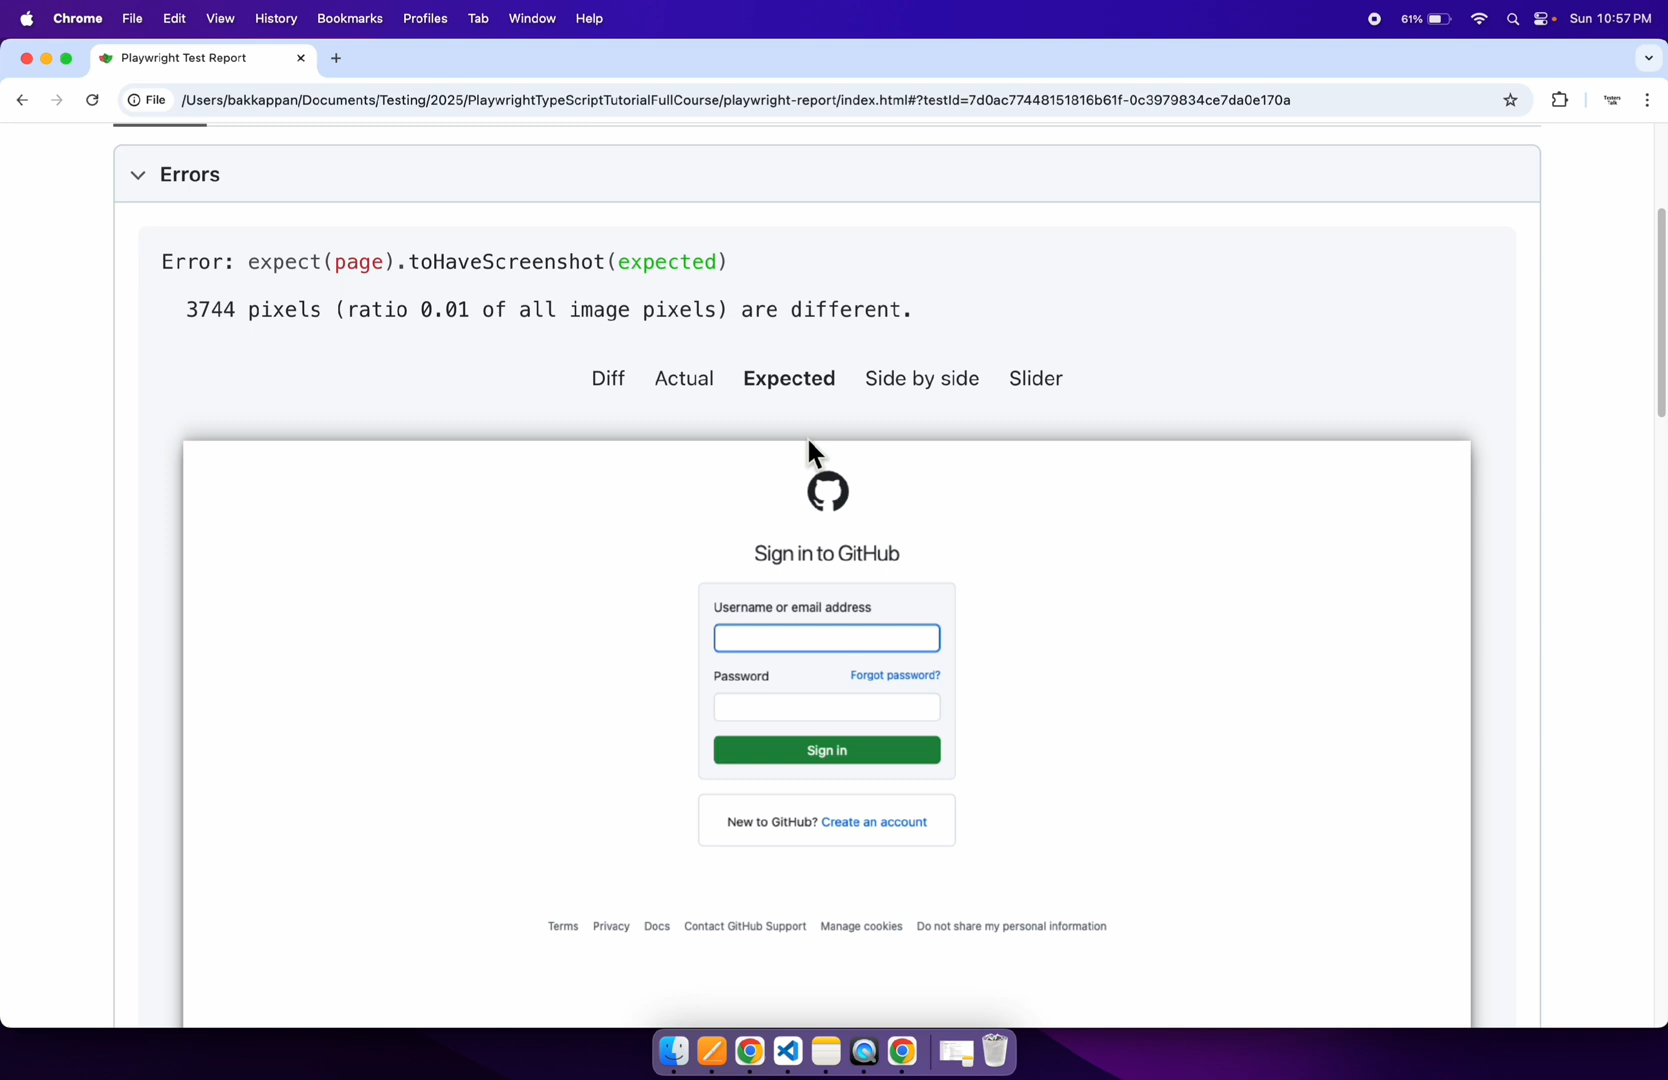 Chrome File Edit View History Bookmarks Profiles Tab Window Help 61% Sun 10:57 PM
Playwright Test Report
File /Users/bakkappan/Documents/Testing/2025/PlaywrightTypeScriptTutorialFullCourse/playwright-report/index.html#?testId=7d0ac77448151816b61f-0c3979834ce7da0e170a Testers Talk
Errors
Error: expect(page).toHaveScreenshot(expected)
3744 pixels (ratio 0.01 of all image pixels) are different.
Diff Actual Expected Side by side Slider
Sign in to GitHub
Username or email address
Password Forgot password?
Sign in
New to GitHub? Create an account
Terms Privacy Docs Contact GitHub Support Manage cookies Do not share my personal information